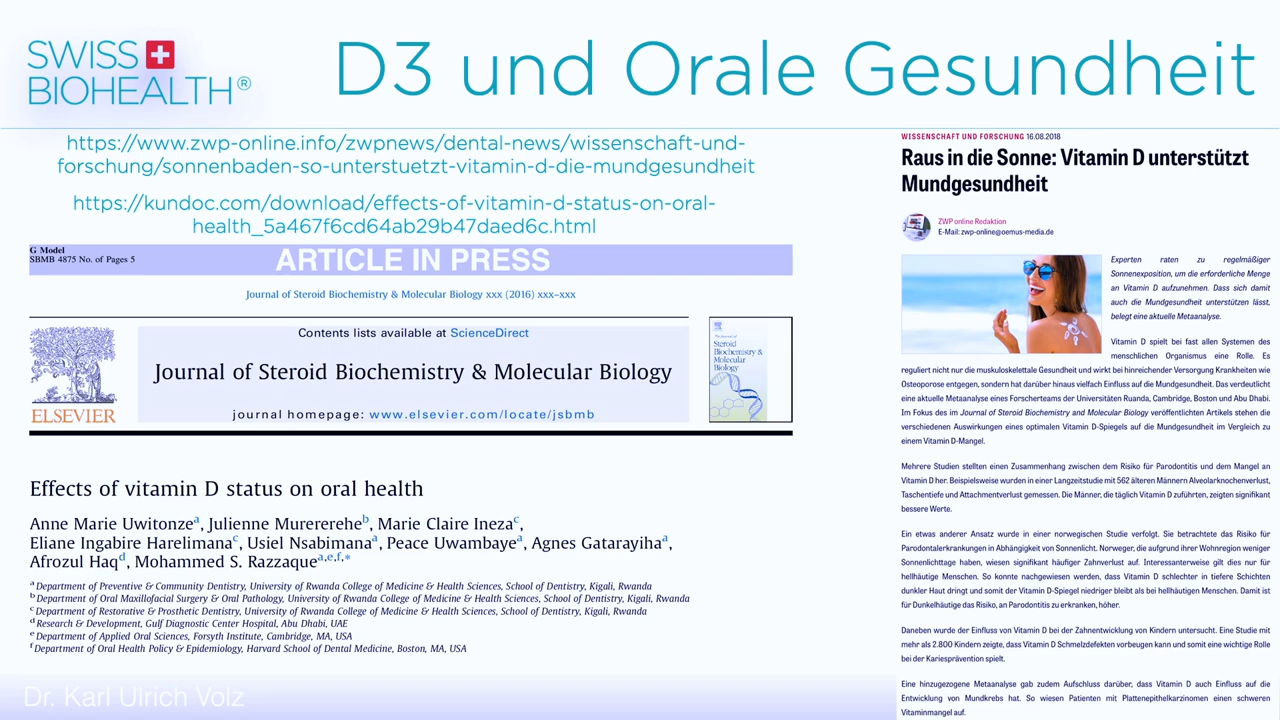 SWISS
BIOHEALTH®
D3 und Orale Gesundheit
https://www.zwp-online.info/zwpnews/dental-news/wissenschaft-und-
forschung/sonnenbaden-so-unterstuetzt-vitamin-d-die-mundgesundheit
https://kundoc.com/download/effects-of-vitamin-d-status-on-oral-
health_5a467f6cd64ab29b47daed6c.html
G Model
SBMB 4875 No. of Pages 5
ARTICLE IN PRESS
Journal of Steroid Biochemistry & Molecular Biology xxx (2016) xxx–xxx
Contents lists available at ScienceDirect
Journal of Steroid Biochemistry & Molecular Biology
journal homepage: www.elsevier.com/locate/jsbmb
ELSEVIER
Steroid
Biochemistry &
Molecular
Biology
Effects of vitamin D status on oral health
Anne Marie Uwitonze^a, Julienne Murererehe^b, Marie Claire Ineza^c,
Eliane Ingabire Harelimana^c, Usiel Nsabimana^a, Peace Uwambaye^a, Agnes Gatarayiha^a,
Afrozul Haq^d, Mohammed S. Razzaque^a,e,f,*
^a Department of Preventive & Community Dentistry, University of Rwanda College of Medicine & Health Sciences, School of Dentistry, Kigali, Rwanda
^b Department of Oral Maxillofacial Surgery & Oral Pathology, University of Rwanda College of Medicine & Health Sciences, School of Dentistry, Kigali, Rwanda
^c Department of Restorative & Prosthetic Dentistry, University of Rwanda College of Medicine & Health Sciences, School of Dentistry, Kigali, Rwanda
^d Research & Development, Gulf Diagnostic Center Hospital, Abu Dhabi, UAE
^e Department of Applied Oral Sciences, Forsyth Institute, Cambridge, MA, USA
^f Department of Oral Health Policy & Epidemiology, Harvard School of Dental Medicine, Boston, MA, USA
Dr. Karl Ulrich Volz
WISSENSCHAFT UND FORSCHUNG 16.08.2018
Raus in die Sonne: Vitamin D unterstützt
Mundgesundheit
ZWP online Redaktion
E-Mail: zwp-online@oemus-media.de
Experten raten zu regelmäßiger
Sonnenexposition, um die erforderliche Menge
an Vitamin D aufzunehmen. Dass sich damit
auch die Mundgesundheit unterstützen lässt,
belegt eine aktuelle Metaanalyse.
Vitamin D spielt bei fast allen Systemen des
menschlichen Organismus eine Rolle. Es
reguliert nicht nur die muskuloskelettale Gesundheit und wirkt bei hinreichender Versorgung Krankheiten wie
Osteoporose entgegen, sondern hat darüber hinaus vielfach Einfluss auf die Mundgesundheit. Das verdeutlicht
eine aktuelle Metaanalyse eines Forscherteams der Universitäten Ruanda, Cambridge, Boston und Abu Dhabi.
Im Fokus des im Journal of Steroid Biochemistry and Molecular Biology veröffentlichten Artikels stehen die
verschiedenen Auswirkungen eines optimalen Vitamin D-Spiegels auf die Mundgesundheit im Vergleich zu
einem Vitamin D-Mangel.
Mehrere Studien stellten einen Zusammenhang zwischen dem Risiko für Parodontitis und dem Mangel an
Vitamin D her. Beispielsweise wurden in einer Langzeitstudie mit 562 älteren Männern Alveolarknochenverlust,
Taschentiefe und Attachmentverlust gemessen. Die Männer, die täglich Vitamin D zuführten, zeigten signifikant
bessere Werte.
Ein etwas anderer Ansatz wurde in einer norwegischen Studie verfolgt. Sie betrachtete das Risiko für
Parodontalerkrankungen in Abhängigkeit von Sonnenlicht. Norweger, die aufgrund ihrer Wohnregion weniger
Sonnenlichttage haben, wiesen signifikant häufiger Zahnverlust auf. Interessanterweise gilt dies nur für
hellhäutige Menschen. So konnte nachgewiesen werden, dass Vitamin D schlechter in tiefere Schichten
dunkler Haut dringt und somit der Vitamin D-Spiegel niedriger bleibt als bei hellhäutigen Menschen. Damit ist
für Dunkelhäutige das Risiko, an Parodontitis zu erkranken, höher.
Daneben wurde der Einfluss von Vitamin D bei der Zahnentwicklung von Kindern untersucht. Eine Studie mit
mehr als 2.800 Kindern zeigte, dass Vitamin D Schmelzdefekten vorbeugen kann und somit eine wichtige Rolle
bei der Kariesprävention spielt.
Eine hinzugezogene Metaanalyse gab zudem Aufschluss darüber, dass Vitamin D auch Einfluss auf die
Entwicklung von Mundkrebs hat. So wiesen Patienten mit Plattenepithelkarzinomen einen schweren
Vitaminmangel auf.